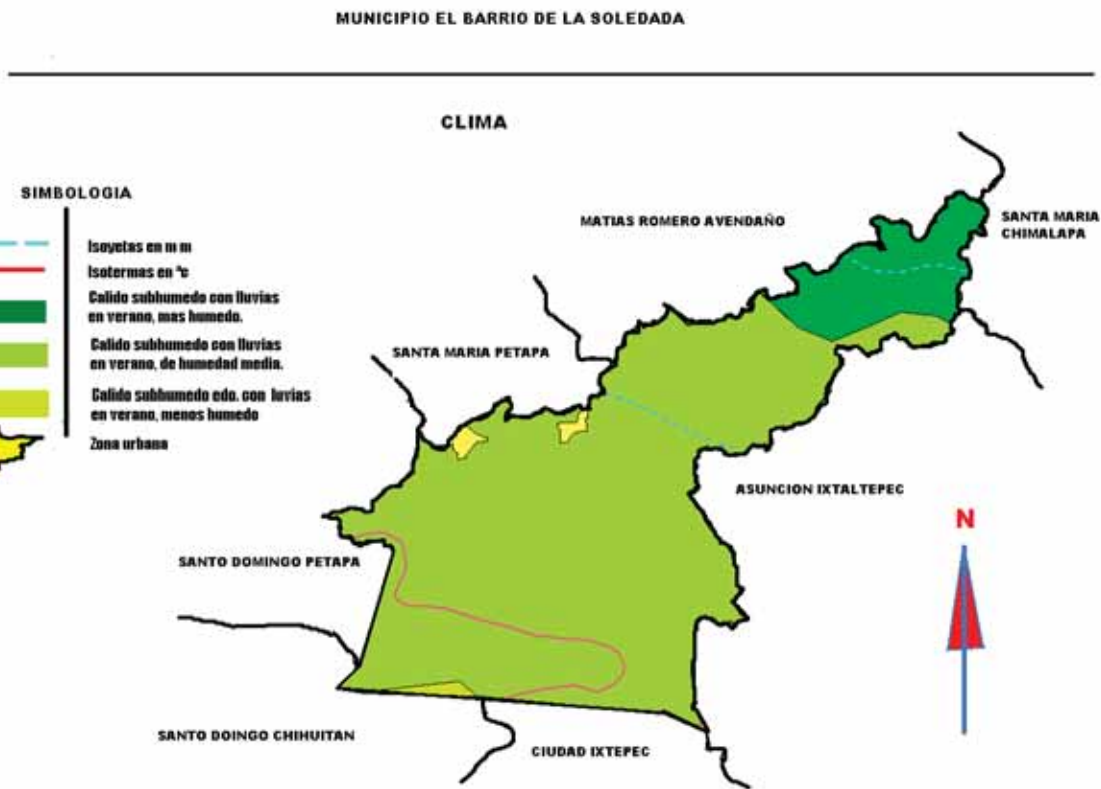 MUNICIPIO EL BARRIO DE LA SOLEDADA
CLIMA
SIMBOLOGIA
Isoyetas en m m
Isotermas en °c
Calido subhumedo con lluvias
en verano, mas humedo.
Calido subhumedo con lluvias
en verano, de humedad media.
Calido subhumedo edo. con luvias
en verano, menos humedo
Zona urbana
MATIAS ROMERO AVENDAÑO
SANTA MARIA
CHIMALAPA
SANTA MARIA PETAPA
ASUNCION IXTALTEPEC
N
SANTO DOMINGO PETAPA
SANTO DOINGO CHIHUITAN
CIUDAD IXTEPEC